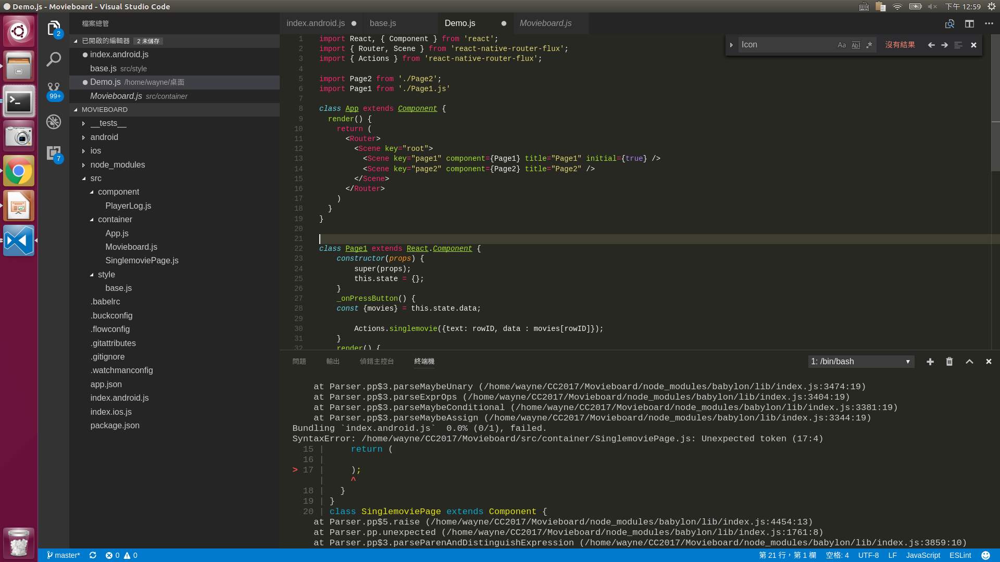 Demo.js - Movieboard - Visual Studio Code
下午 12:59
2
99+
7
檔案總管
已開啟的編輯器 2 未儲存
index.android.js
base.js src/style
Demo.js /home/wayne/桌面
Movieboard.js src/container
MOVIEBOARD
__tests__
android
ios
node_modules
src
component
PlayerLog.js
container
App.js
Movieboard.js
SinglemoviePage.js
style
base.js
.babelrc
.buckconfig
.flowconfig
.gitattributes
.gitignore
.watchmanconfig
app.json
index.android.js
index.ios.js
package.json
index.android.js
base.js
Demo.js
Movieboard.js
Icon
Aa
Abl
.*
沒有結果
1 import React, { Component } from 'react';
2 import { Router, Scene } from 'react-native-router-flux';
3 import { Actions } from 'react-native-router-flux';
4
5 import Page2 from './Page2';
6 import Page1 from './Page1.js'
7
8 class App extends Component {
9   render() {
10     return (
11       <Router>
12         <Scene key="root">
13           <Scene key="page1" component={Page1} title="Page1" initial={true} />
14           <Scene key="page2" component={Page2} title="Page2" />
15         </Scene>
16       </Router>
17     )
18   }
19 }
20
21
22 class Page1 extends React.Component {
23     constructor(props) {
24         super(props);
25         this.state = {};
26     }
27     _onPressButton() {
28     const {movies} = this.state.data;
29
30         Actions.singlemovie({text: rowID, data : movies[rowID]});
31     }
32     render() {
問題
輸出
偵錯主控台
終端機
1: /bin/bash
    at Parser.pp$3.parseMaybeUnary (/home/wayne/CC2017/Movieboard/node_modules/babylon/lib/index.js:3474:19)
    at Parser.pp$3.parseExprOps (/home/wayne/CC2017/Movieboard/node_modules/babylon/lib/index.js:3404:19)
    at Parser.pp$3.parseMaybeConditional (/home/wayne/CC2017/Movieboard/node_modules/babylon/lib/index.js:3381:19)
    at Parser.pp$3.parseMaybeAssign (/home/wayne/CC2017/Movieboard/node_modules/babylon/lib/index.js:3344:19)
Bundling `index.android.js`  0.0% (0/1), failed.
SyntaxError: /home/wayne/CC2017/Movieboard/src/container/SinglemoviePage.js: Unexpected token (17:4)
  15 |     return (
  16 |
> 17 |     );
     |     ^
  18 |   }
  19 | }
  20 | class SinglemoviePage extends Component {
    at Parser.pp$5.raise (/home/wayne/CC2017/Movieboard/node_modules/babylon/lib/index.js:4454:13)
    at Parser.pp.unexpected (/home/wayne/CC2017/Movieboard/node_modules/babylon/lib/index.js:1761:8)
    at Parser.pp$3.parseParenAndDistinguishExpression (/home/wayne/CC2017/Movieboard/node_modules/babylon/lib/index.js:3859:10)
master*
0
0
第 21 行，第 1 欄
空格: 4
UTF-8
LF
JavaScript
ESLint